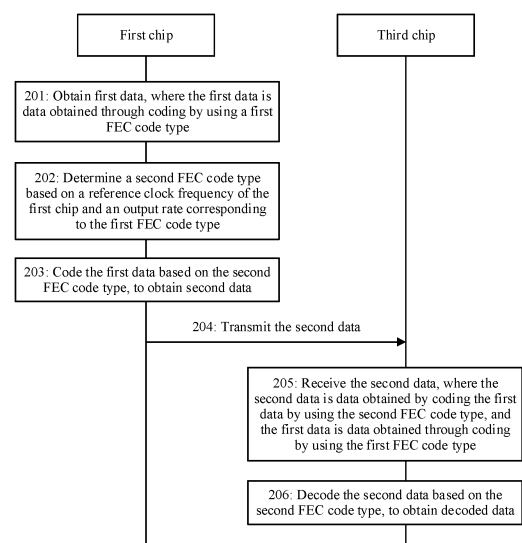 First chip
Third chip
201: Obtain first data, where the first data is
data obtained through coding by using a first
FEC code type
202: Determine a second FEC code type
based on a reference clock frequency of the
first chip and an output rate corresponding
to the first FEC code type
203: Code the first data based on the second
FEC code type, to obtain second data
204: Transmit the second data
205: Receive the second data, where the
second data is data obtained by coding the first
data by using the second FEC code type, and
the first data is data obtained through coding
by using the first FEC code type
206: Decode the second data based on the
second FEC code type, to obtain decoded data